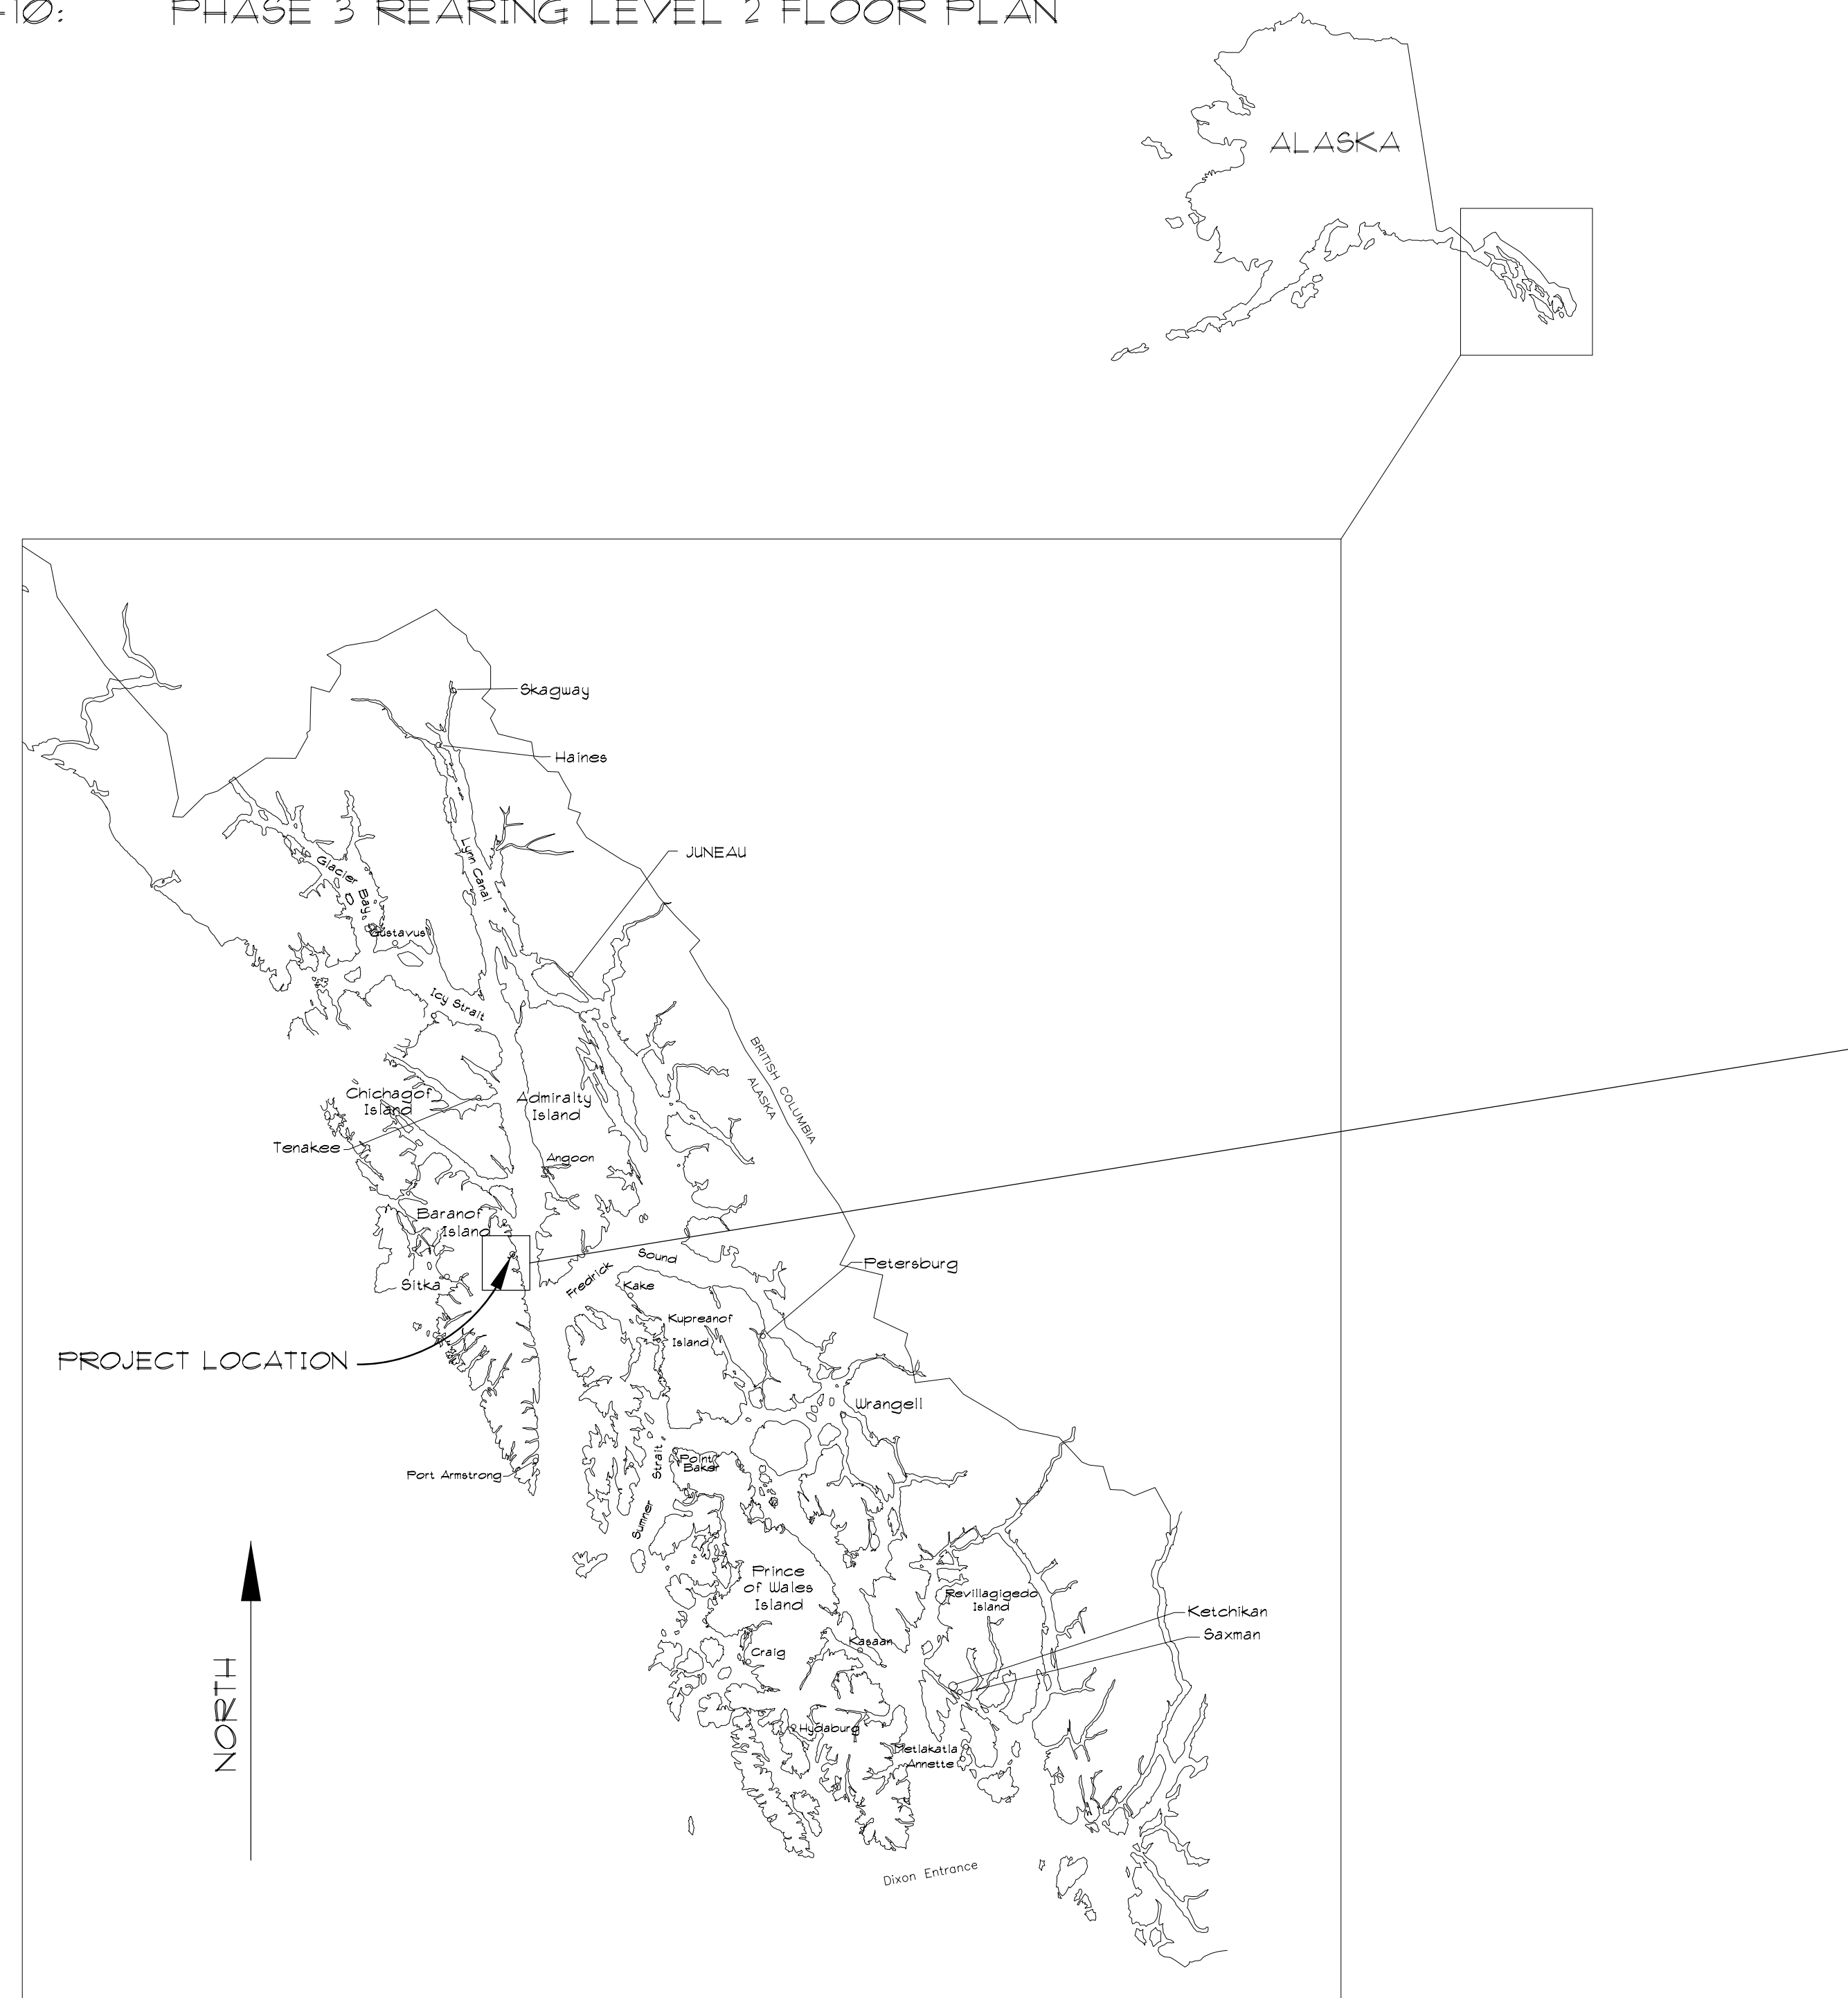 -10: PHASE 3 REARING LEVEL 2 FLOOR PLAN
ALASKA
Skagway
Haines
Lynn Canal
JUNEAU
Glacier Bay
Gustavus
Icy Strait
BRITISH COLUMBIA
ALASKA
Chichagof
Island
Admiralty
Island
Tenakee
Angoon
Baranof
Island
Sound
Fredrick
Petersburg
Sitka
Kake
Kupreanof
Island
PROJECT LOCATION
Wrangell
Strait
Sumner
Point
Baker
Port Armstrong
Prince
of Wales
Island
Revillagigedo
Island
Ketchikan
Saxman
Kasaan
Craig
NORTH
Hydaburg
Metlakatla
Annette
Dixon Entrance